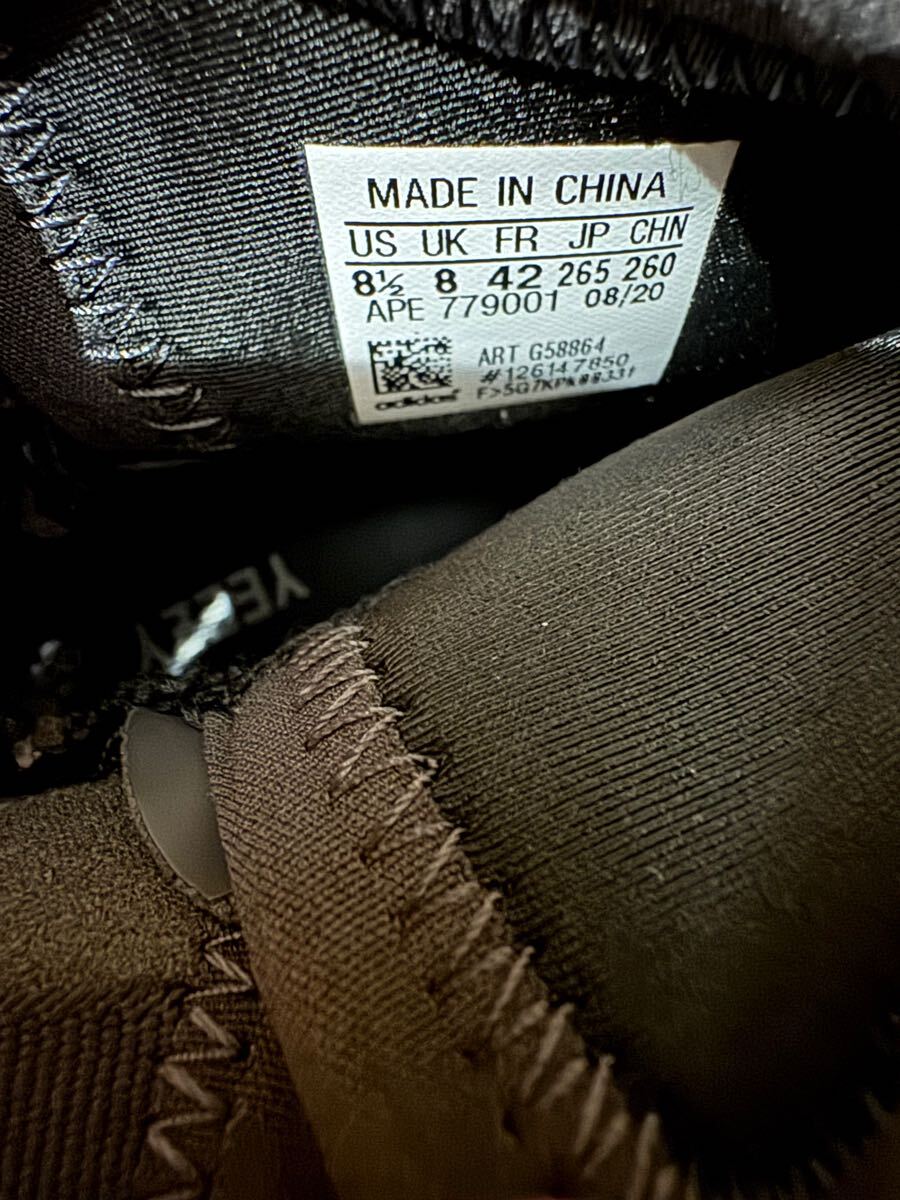 MADE IN CHINA
US UK FR JP CHN
8½ 8 42 265 260
APE 779001 08/20
ART G58864
#126147850
adidas
YEEZY